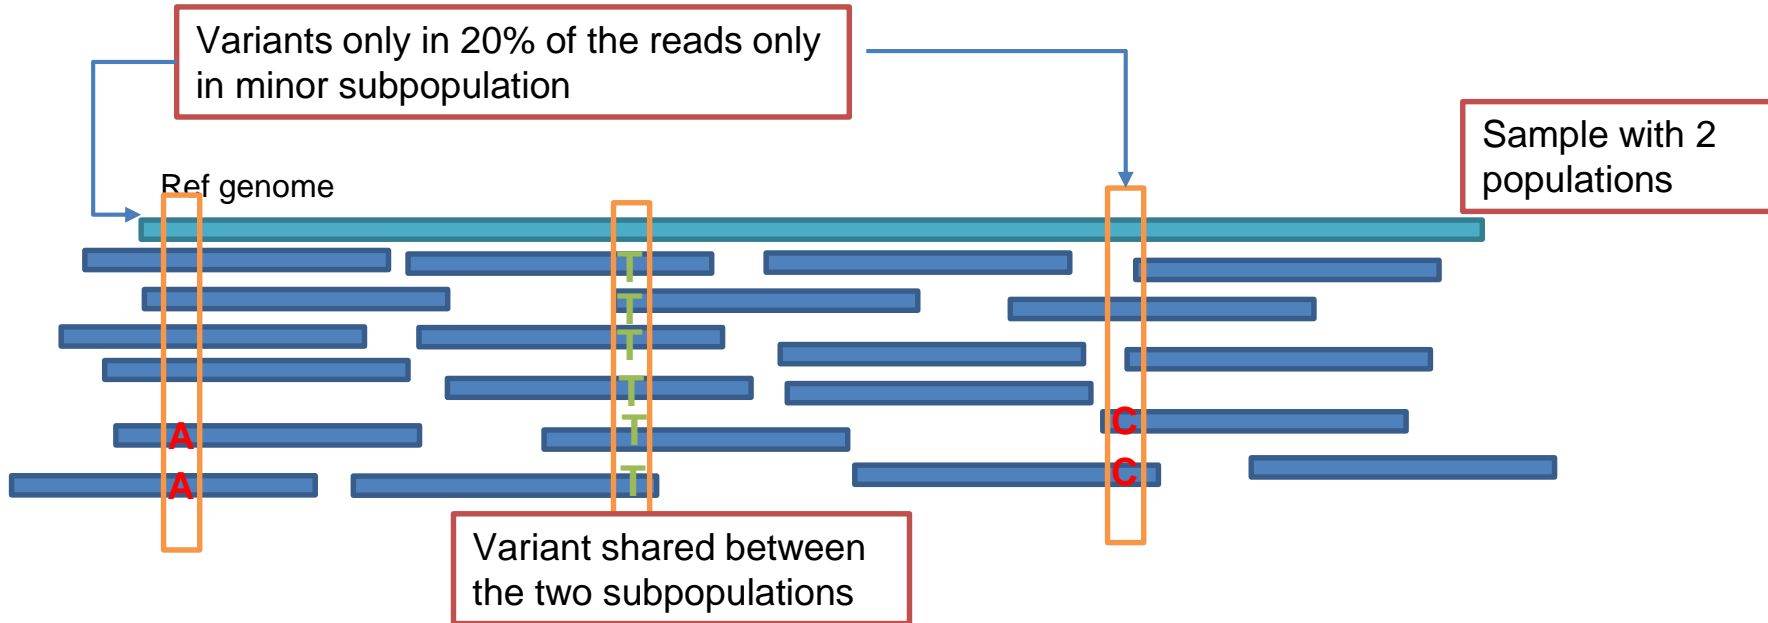 Variants only in 20% of the reads only
in minor subpopulation
Sample with 2
populations
Ref genome
T
T
T
T
T
T
A
A
C
C
Variant shared between
the two subpopulations